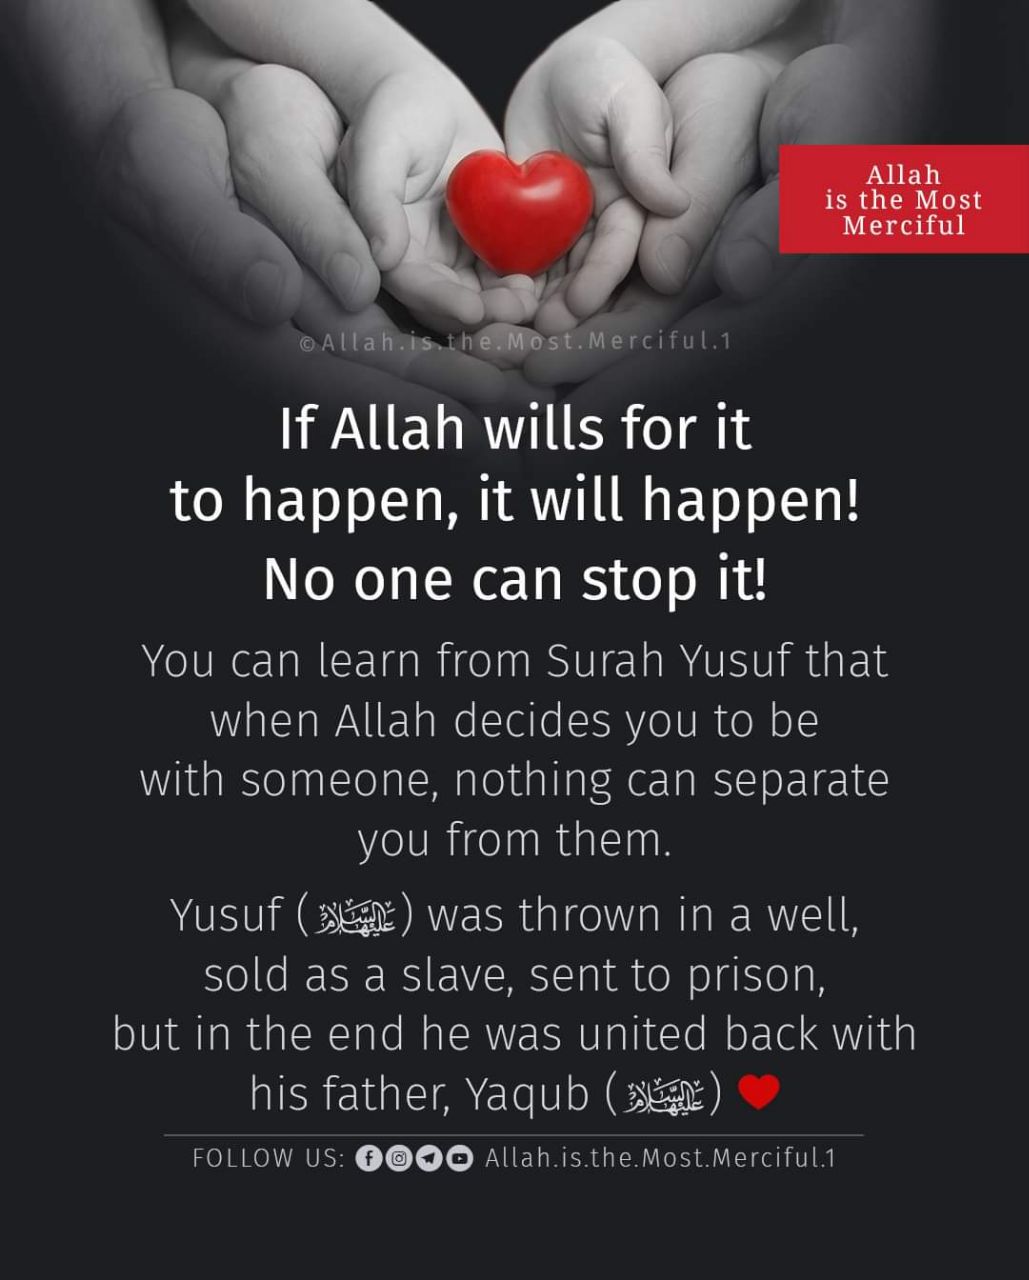 Allah
is the Most
Merciful
©Allah.is.the.Most.Merciful.1
If Allah wills for it
to happen, it will happen!
No one can stop it!
You can learn from Surah Yusuf that
when Allah decides you to be
with someone, nothing can separate
you from them.
Yusuf (عليه السلام) was thrown in a well,
sold as a slave, sent to prison,
but in the end he was united back with
his father, Yaqub (عليه السلام) ❤
FOLLOW US: Allah.is.the.Most.Merciful.1